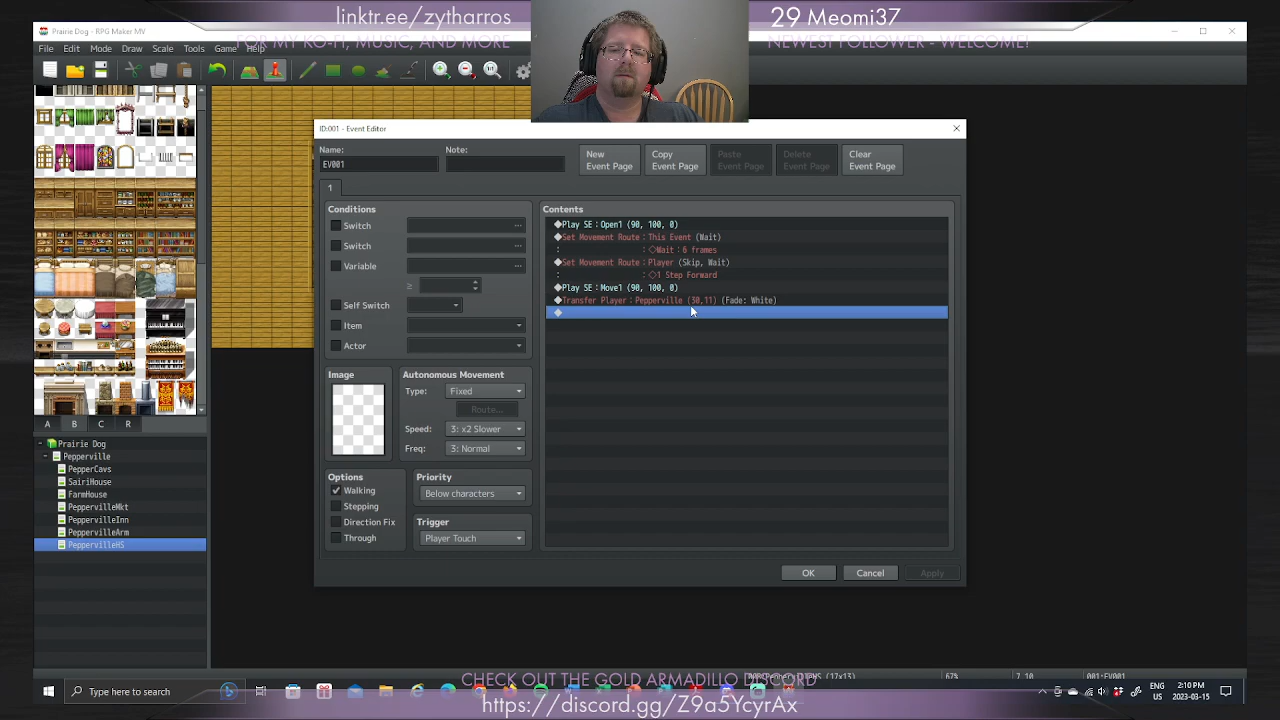 linktr.ee/zytharros
29 Meomi37
Prairie Dog - RPG Maker MV
FOR MY KO-FI, MUSIC, AND MORE
NEWEST FOLLOWER - WELCOME!
File Edit Mode Draw Scale Tools Game Help
ID:001 - Event Editor
Name:
Note:
EV001
New
Event Page
Copy
Event Page
Paste
Event Page
Delete
Event Page
Clear
Event Page
1
Conditions
Switch
Switch
Variable
≥
Self Switch
Item
Actor
Contents
◆Play SE : Open1 (90, 100, 0)
◆Set Movement Route : This Event (Wait)
: : ◇Wait : 6 frames
◆Set Movement Route : Player (Skip, Wait)
: : ◇1 Step Forward
◆Play SE : Move1 (90, 100, 0)
◆Transfer Player : Pepperville (30,11) (Fade: White)
◆
Image
Autonomous Movement
Type: Fixed
Route...
Speed: 3: x2 Slower
Freq: 3: Normal
Options
Walking
Stepping
Direction Fix
Through
Priority
Below characters
Trigger
Player Touch
OK
Cancel
Apply
A B C R
Prairie Dog
Pepperville
PepperCavs
SairiHouse
FarmHouse
PeppervilleMkt
PeppervilleInn
PeppervilleArm
PeppervilleHS
CHECK OUT THE GOLD ARMADILLO DISCORD
67%
7,10
001:EV001
Type here to search
https://discord.gg/Z9a5YcyrAx
ENG
US
2:10 PM
2023-03-15